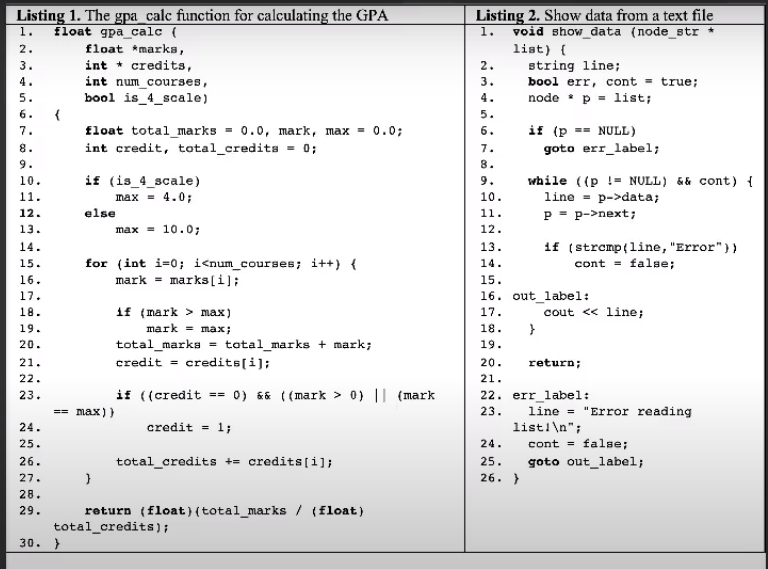 Listing 1. The gpa_calc function for calculating the GPA
1. float gpa_calc (
2. float *marks,
3. int * credits,
4. int num_courses,
5. bool is_4_scale)
6. {
7. float total_marks = 0.0, mark, max = 0.0;
8. int credit, total_credits = 0;
9.
10. if (is_4_scale)
11. max = 4.0;
12. else
13. max = 10.0;
14.
15. for (int i=0; i<num_courses; i++) {
16. mark = marks[i];
17.
18. if (mark > max)
19. mark = max;
20. total_marks = total_marks + mark;
21. credit = credits[i];
22.
23. if ((credit == 0) && ((mark > 0) || (mark
== max))
24. credit = 1;
25.
26. total_credits += credits[i];
27. }
28.
29. return (float)(total_marks / (float)
total_credits);
30. }
Listing 2. Show data from a text file
1. void show_data (node_str *
list) {
2. string line;
3. bool err, cont = true;
4. node * p = list;
5.
6. if (p == NULL)
7. goto err_label;
8.
9. while ((p != NULL) && cont) {
10. line = p->data;
11. p = p->next;
12.
13. if (strcmp(line,"Error"))
14. cont = false;
15.
16. out_label:
17. cout << line;
18. }
19.
20. return;
21.
22. err_label:
23. line = "Error reading
list!\n";
24. cont = false;
25. goto out_label;
26. }